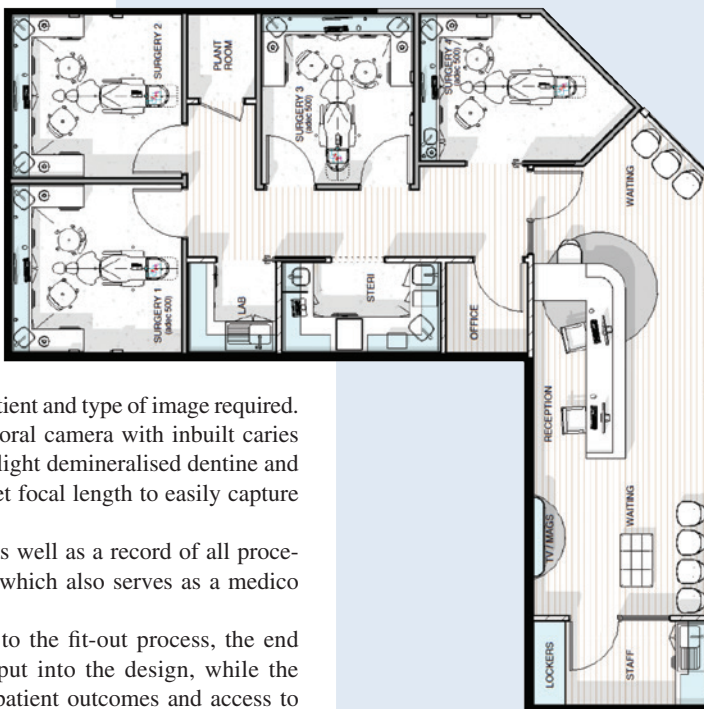 SURGERY 2
PLANT
ROOM
SURGERY 3
(adec 500)
SURGERY 4
(adec 500)
WAITING
SURGERY 1
(adec 500)
LAB
STERI
OFFICE
RECEPTION
TV / MAGS
WAITING
LOCKERS
STAFF
tient and type of image required.
oral camera with inbuilt caries
light demineralised dentine and
et focal length to easily capture
s well as a record of all proce-
which also serves as a medico
to the fit-out process, the end
put into the design, while the
patient outcomes and access to